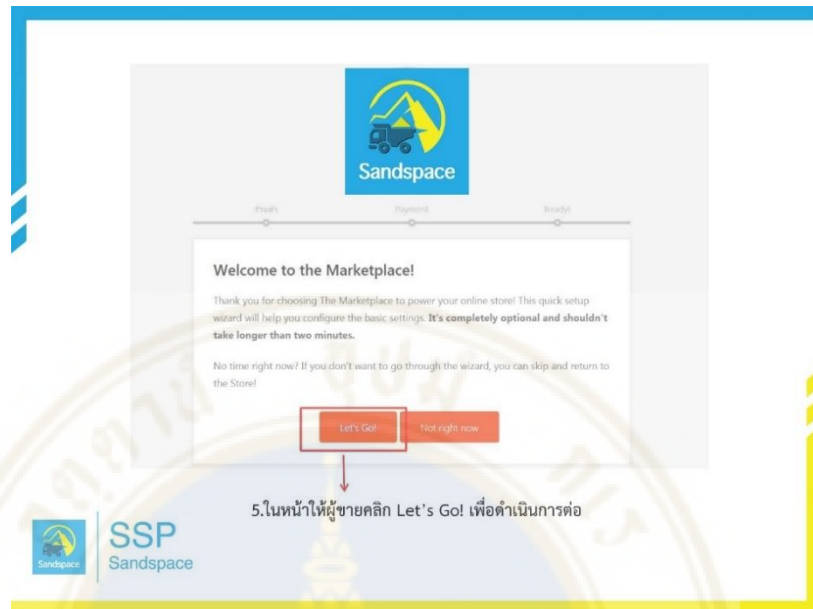 Sandspace
Payment
Ready!
Welcome to the Marketplace!
Thank you for choosing The Marketplace to power your online store! This quick setup
wizard will help you configure the basic settings. It's completely optional and shouldn't
take longer than two minutes.
No time right now? If you don't want to go through the wizard, you can skip and return to
the Store!
Let's Go!
Not right now
5.ในหน้าให้ผู้ขายคลิก Let's Go! เพื่อดำเนินการต่อ
Sandspace
SSP
Sandspace